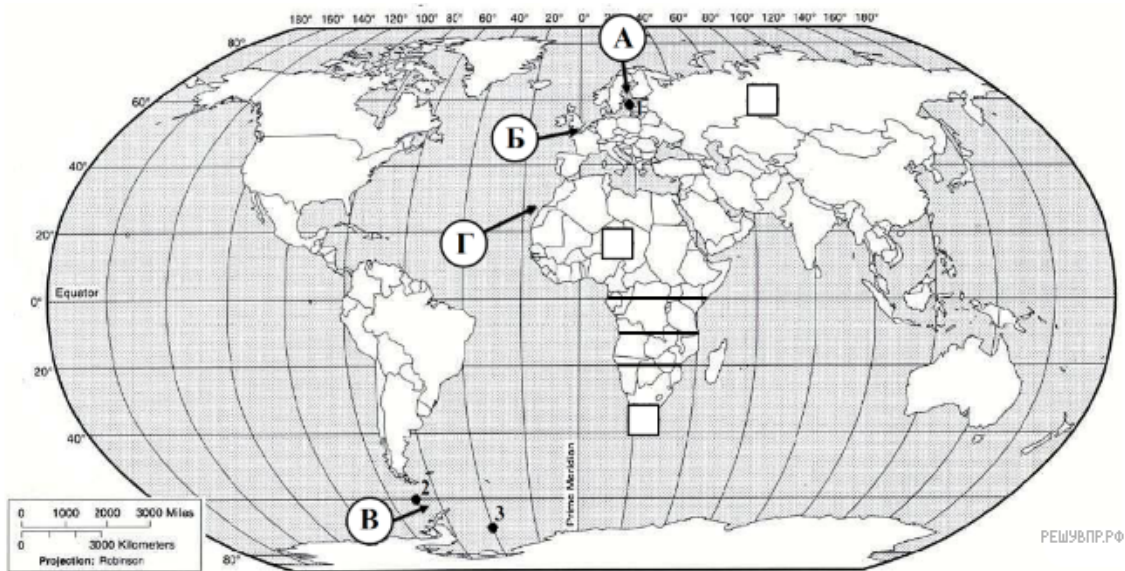 180° 160° 140° 120° 100° 80° 60° 40° 20° 0° 20° 40° 60° 80° 100° 120° 140° 160° 180°
А
80°
60°
1
Б
40°
Г
20°
Equator
0°
20°
40°
Prime Meridian
2
В
3
0 1000 2000 3000 Miles
0 3000 Kilometers
Projection: Robinson
80°
РЕШУВПР.РФ